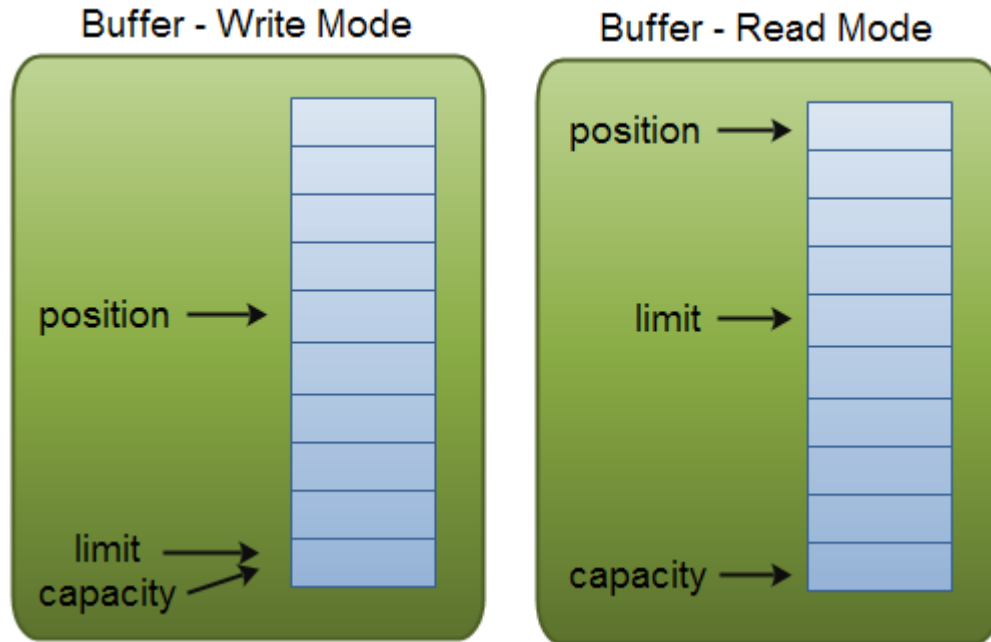 Buffer - Write Mode
position
limit
capacity
Buffer - Read Mode
position
limit
capacity